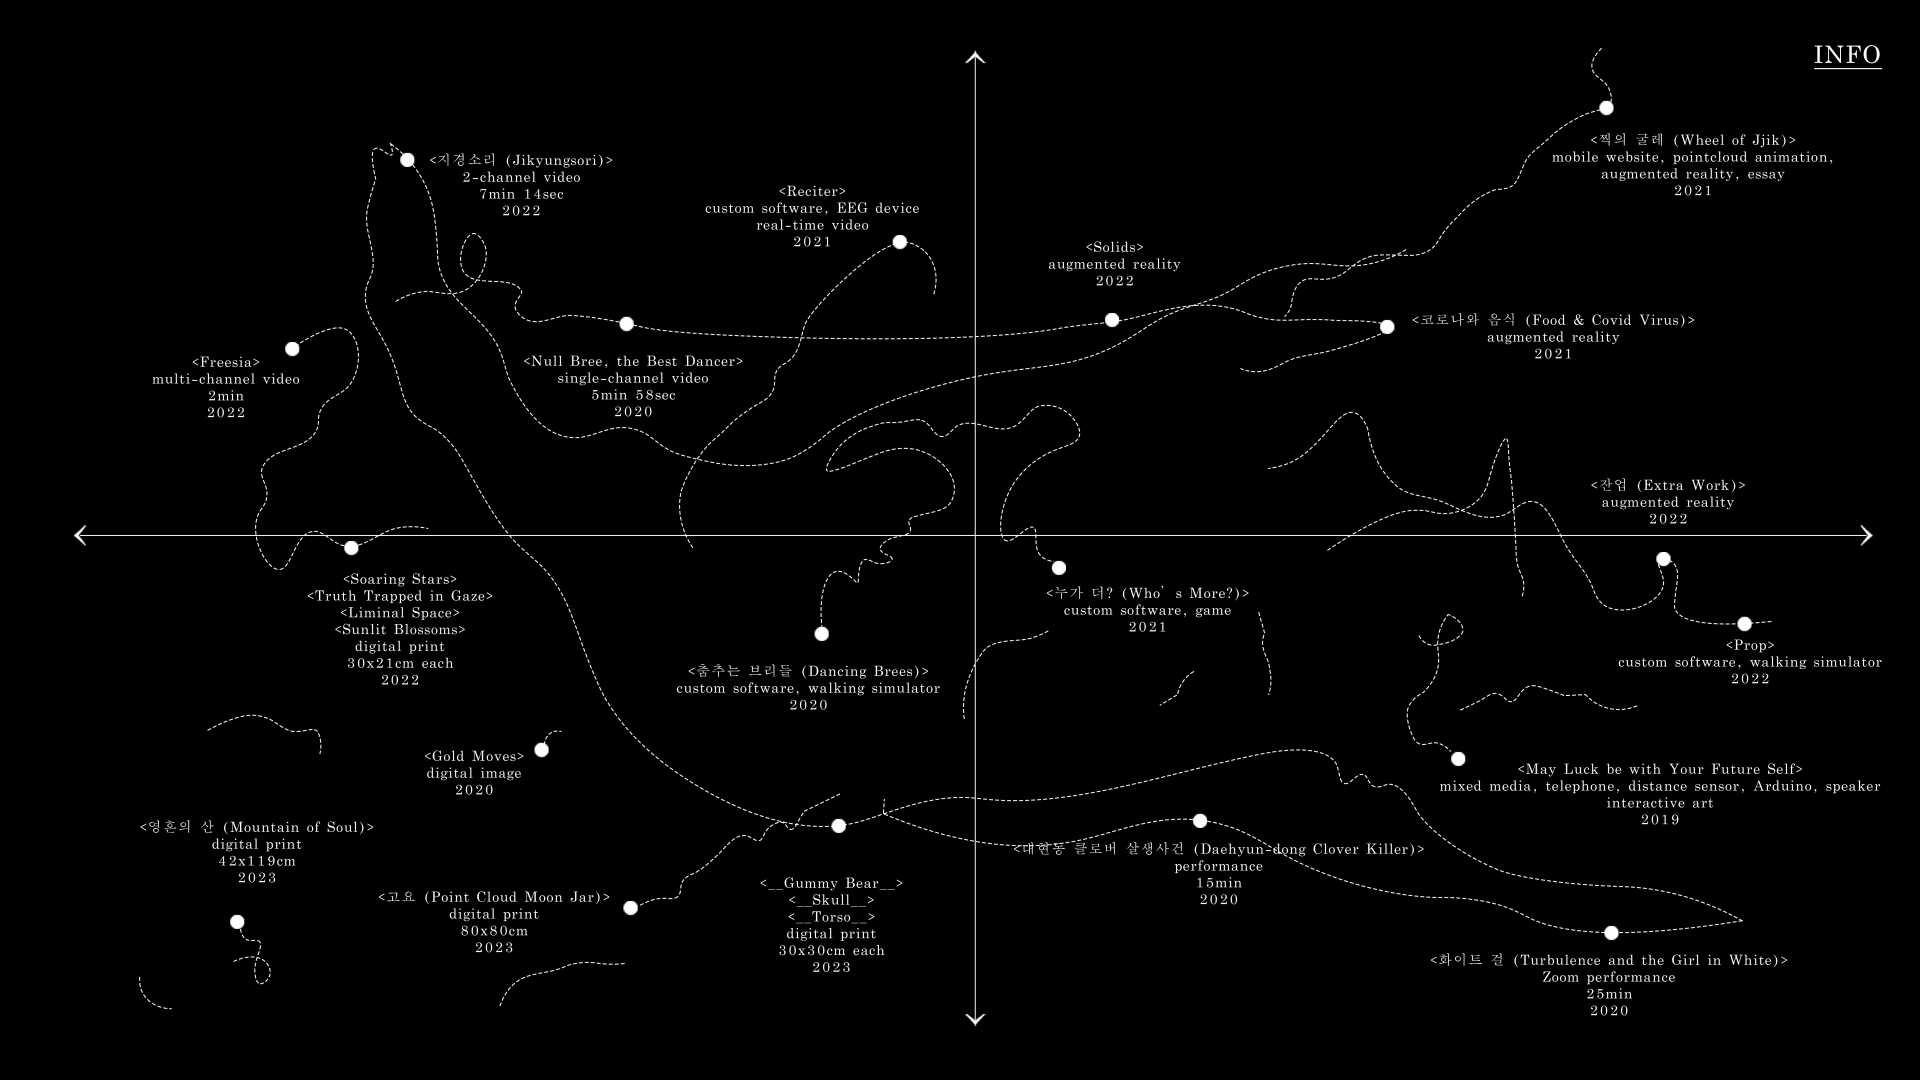 INFO
<찍의 굴레 (Wheel of Jjik)>
mobile website, pointcloud animation,
augmented reality, essay
2021
<지경소리 (Jikyungsori)>
2-channel video
7min 14sec
2022
<Reciter>
custom software, EEG device
real-time video
2021
<Solids>
augmented reality
2022
<코로나와 음식 (Food & Covid Virus)>
augmented reality
2021
<Freesia>
multi-channel video
2min
2022
<Null Bree, the Best Dancer>
single-channel video
5min 58sec
2020
<잔업 (Extra Work)>
augmented reality
2022
<Soaring Stars>
<Truth Trapped in Gaze>
<Liminal Space>
<Sunlit Blossoms>
digital print
30x21cm each
2022
<누가 더? (Who’s More?)>
custom software, game
2021
<춤추는 브리들 (Dancing Brees)>
custom software, walking simulator
2020
<Prop>
custom software, walking simulator
2022
<Gold Moves>
digital image
2020
<May Luck be with Your Future Self>
mixed media, telephone, distance sensor, Arduino, speaker
interactive art
2019
<영혼의 산 (Mountain of Soul)>
digital print
42x119cm
2023
<대현동 클로버 살생사건 (Daehyun-dong Clover Killer)>
performance
15min
2020
<고요 (Point Cloud Moon Jar)>
digital print
80x80cm
2023
<__Gummy Bear__>
<__Skull__>
<__Torso__>
digital print
30x30cm each
2023
<화이트 걸 (Turbulence and the Girl in White)>
Zoom performance
25min
2020